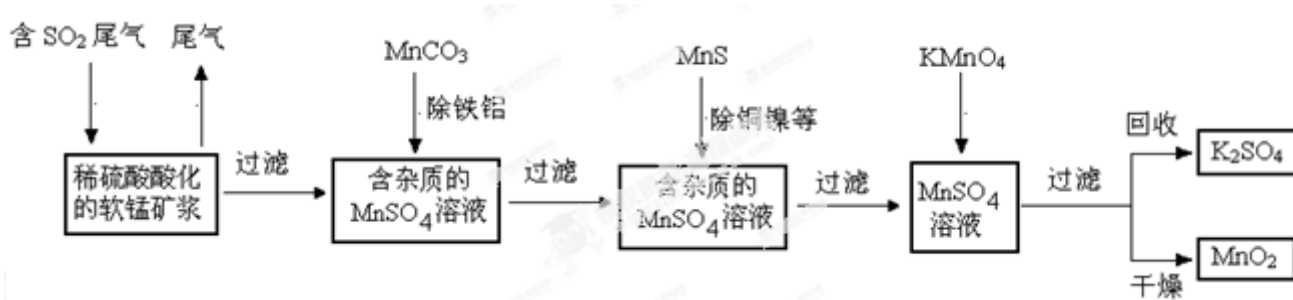 含SO₂尾气 尾气
MnCO₃
MnS
KMnO₄
除铁铝
除铜镍等
回收
稀硫酸酸化
的软锰矿浆
过滤
含杂质的
MnSO₄溶液
过滤
含杂质的
MnSO₄溶液
过滤
MnSO₄
溶液
过滤
K₂SO₄
MnO₂
干燥